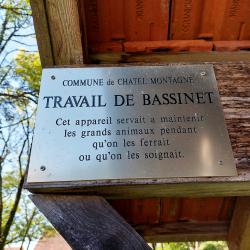 COMMUNE de CHATEL MONTAGNE
TRAVAIL DE BASSINET
Cet appareil servait a maintenir
les grands animaux pendant
qu'on les ferrait
ou qu'on les soignait.